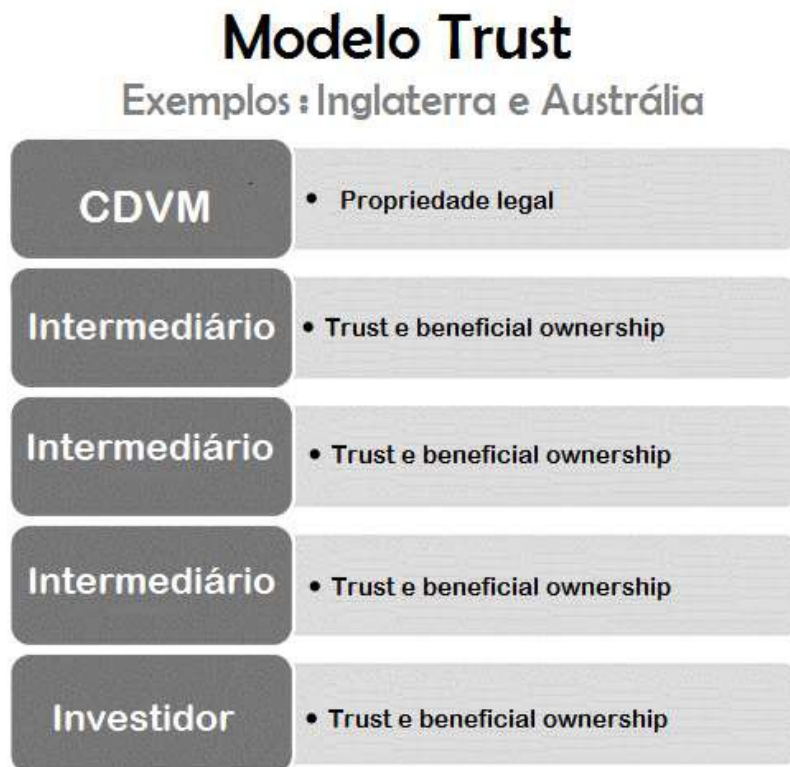 Modelo Trust
Exemplos : Inglaterra e Austrália
CDVM • Propriedade legal
Intermediário • Trust e beneficial ownership
Intermediário • Trust e beneficial ownership
Intermediário • Trust e beneficial ownership
Investidor • Trust e beneficial ownership